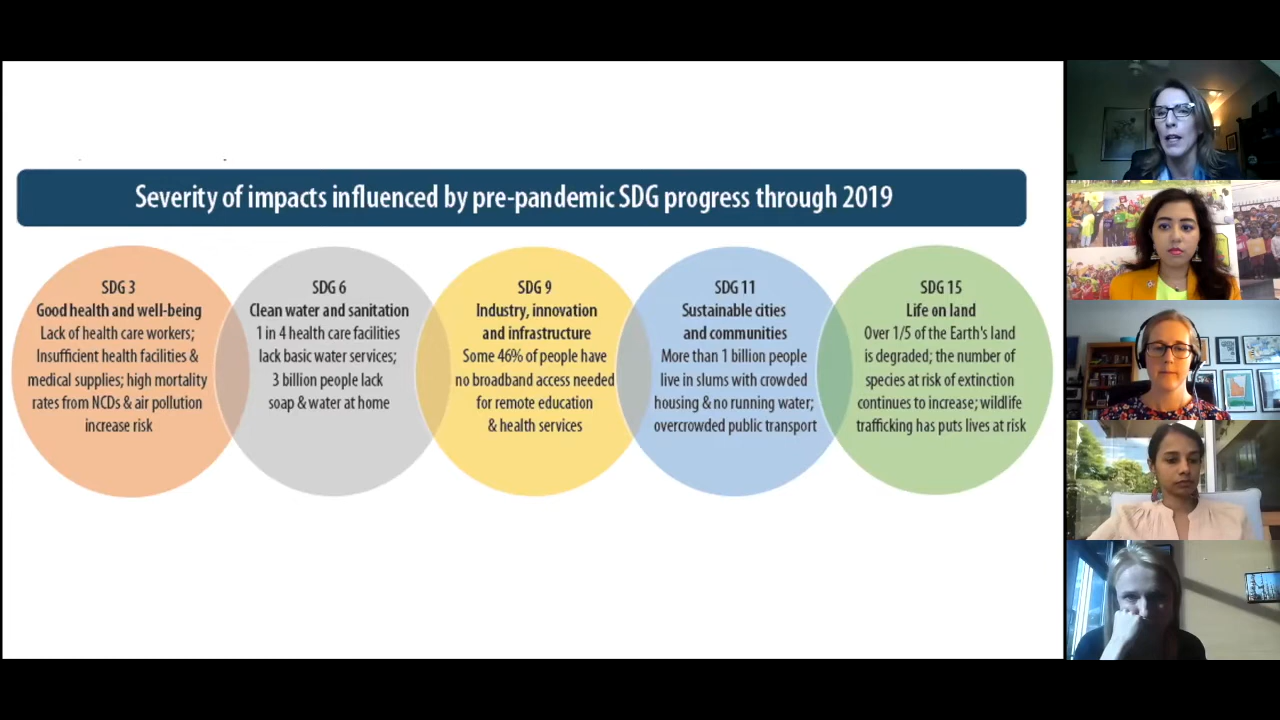 Severity of impacts influenced by pre-pandemic SDG progress through 2019
SDG 3
Good health and well-being
Lack of health care workers;
Insufficient health facilities &
medical supplies; high mortality
rates from NCDs & air pollution
increase risk
SDG 6
Clean water and sanitation
1 in 4 health care facilities
lack basic water services;
3 billion people lack
soap & water at home
SDG 9
Industry, innovation
and infrastructure
Some 46% of people have
no broadband access needed
for remote education
& health services
SDG 11
Sustainable cities
and communities
More than 1 billion people
live in slums with crowded
housing & no running water;
overcrowded public transport
SDG 15
Life on land
Over 1/5 of the Earth's land
is degraded; the number of
species at risk of extinction
continues to increase; wildlife
trafficking has puts lives at risk